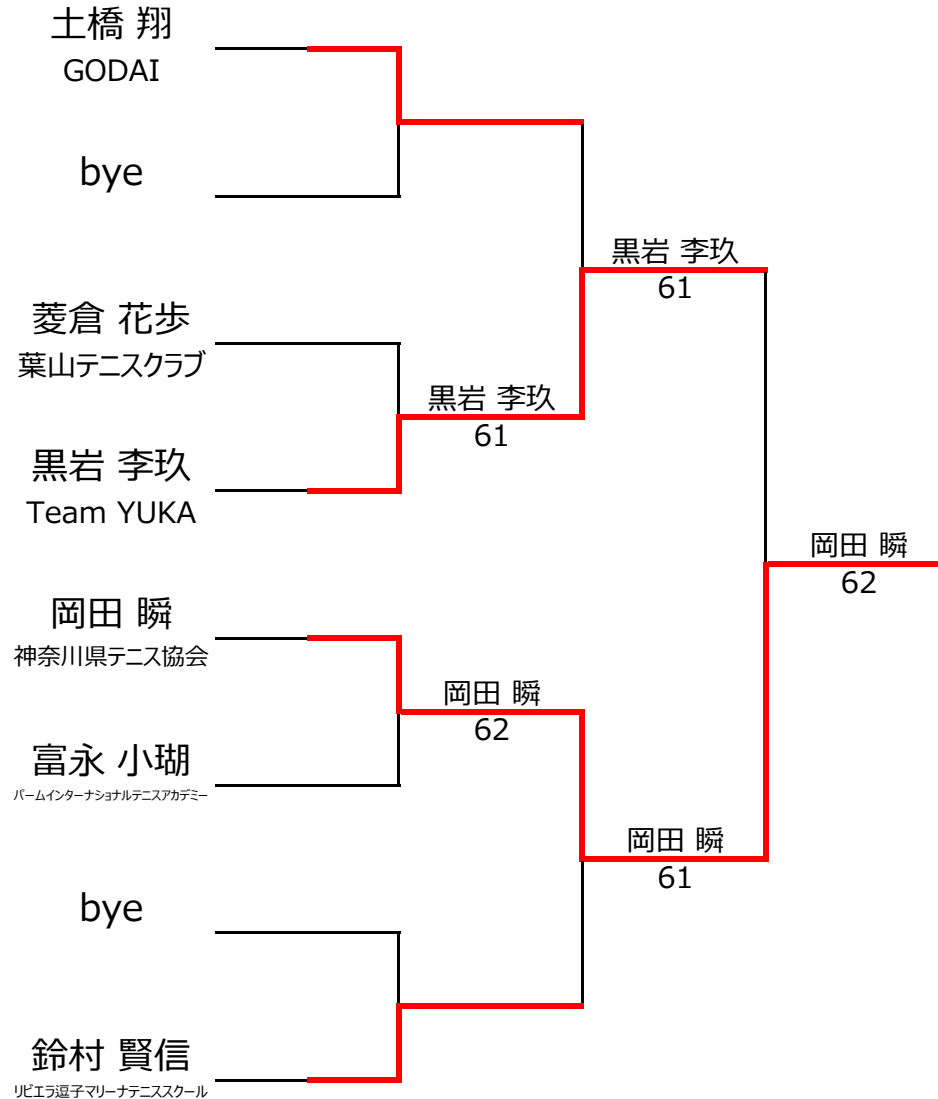 土橋 翔
GODAI
bye
菱倉 花歩
葉山テニスクラブ
黒岩 李玖
Team YUKA
岡田 瞬
神奈川県テニス協会
富永 小瑚
パームインターナショナルテニスアカデミー
bye
鈴村 賢信
リビエラ逗子マリーナテニススクール
黒岩 李玖
61
岡田 瞬
62
黒岩 李玖
61
岡田 瞬
61
岡田 瞬
62